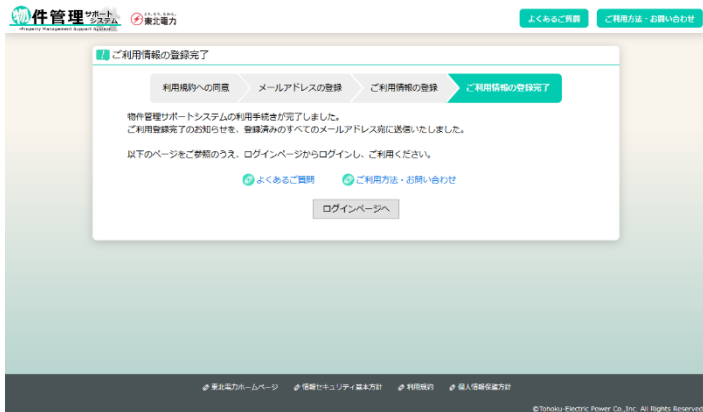 物件管理サポートシステム
-Property Management Support System-
より、そう、ちから。
東北電力
よくあるご質問
ご利用方法・お問い合わせ
ご利用情報の登録完了
利用規約への同意
メールアドレスの登録
ご利用情報の登録
ご利用情報の登録完了
物件管理サポートシステムの利用手続きが完了しました。
ご利用登録完了のお知らせを、登録済みのすべてのメールアドレス宛に送信いたしました。
以下のページをご参照のうえ、ログインページからログインし、ご利用ください。
よくあるご質問
ご利用方法・お問い合わせ
ログインページへ
東北電力ホームページ
情報セキュリティ基本方針
利用規約
個人情報保護方針
©Tohoku-Electric Power Co.,Inc. All Rights Reserved